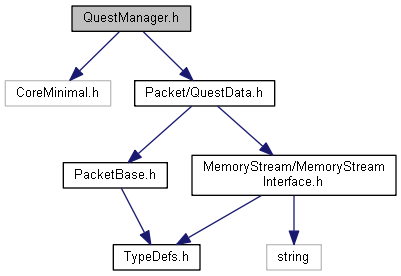 QuestManager.h
CoreMinimal.h
Packet/QuestData.h
PacketBase.h
MemoryStream/MemoryStream
Interface.h
TypeDefs.h
string